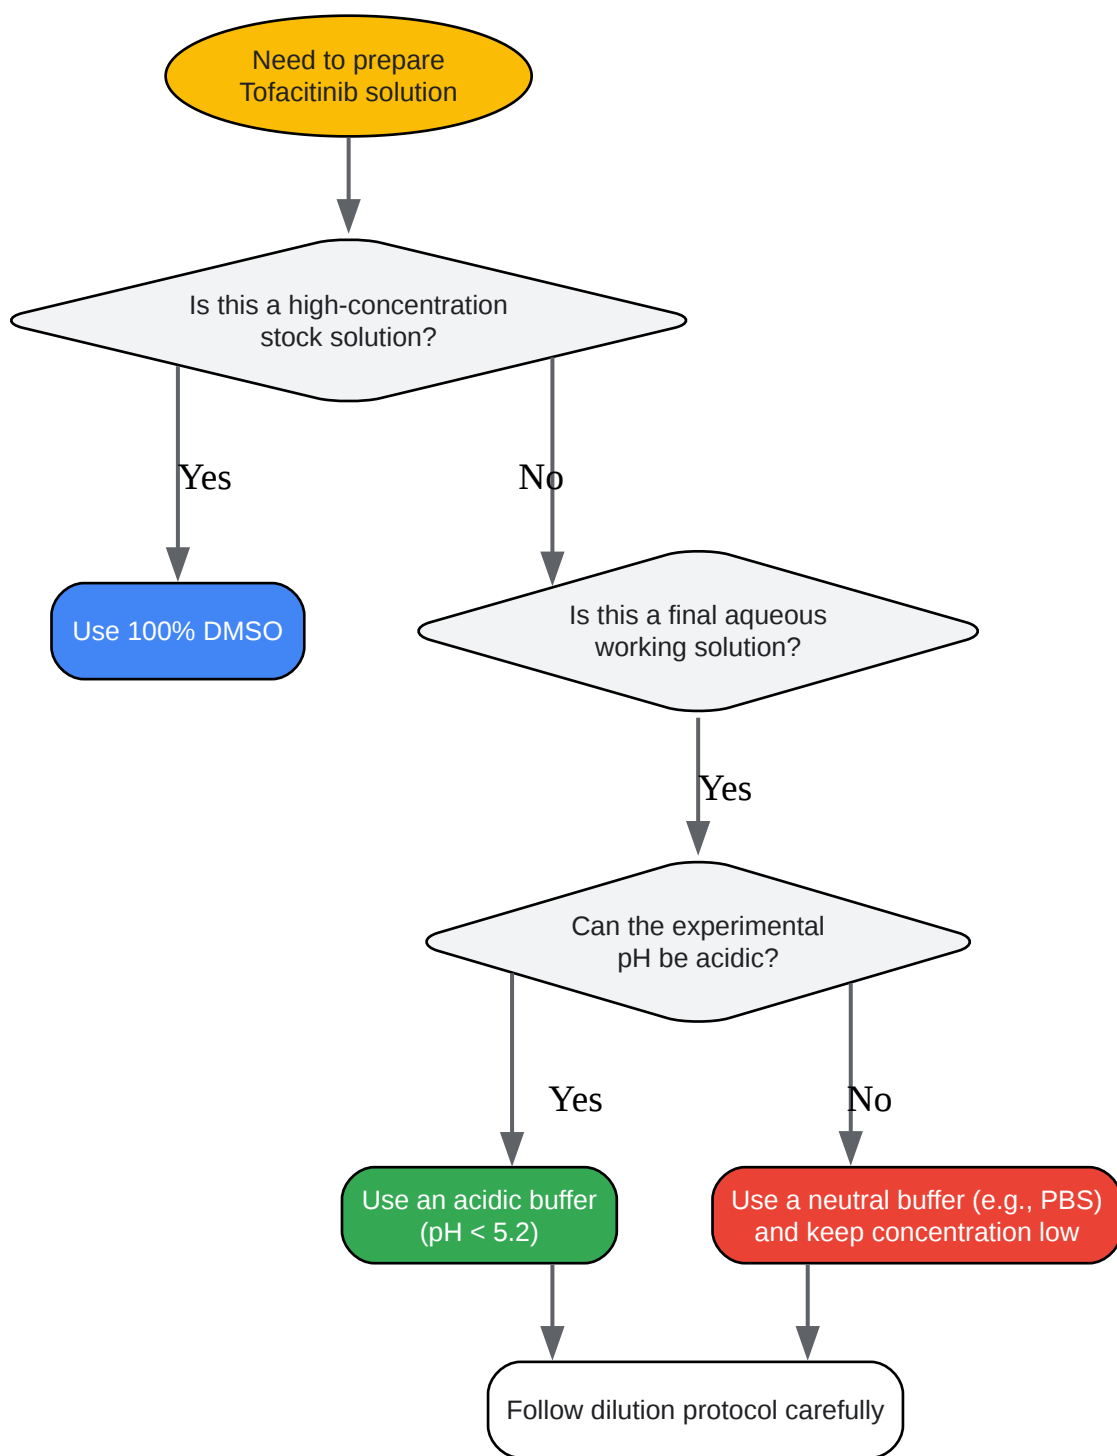 Need to prepare
Tofacitinib solution
Is this a high-concentration
stock solution?
Yes
No
Use 100% DMSO
Is this a final aqueous
working solution?
Yes
Can the experimental
pH be acidic?
Yes
No
Use an acidic buffer
(pH < 5.2)
Use a neutral buffer (e.g., PBS)
and keep concentration low
Follow dilution protocol carefully